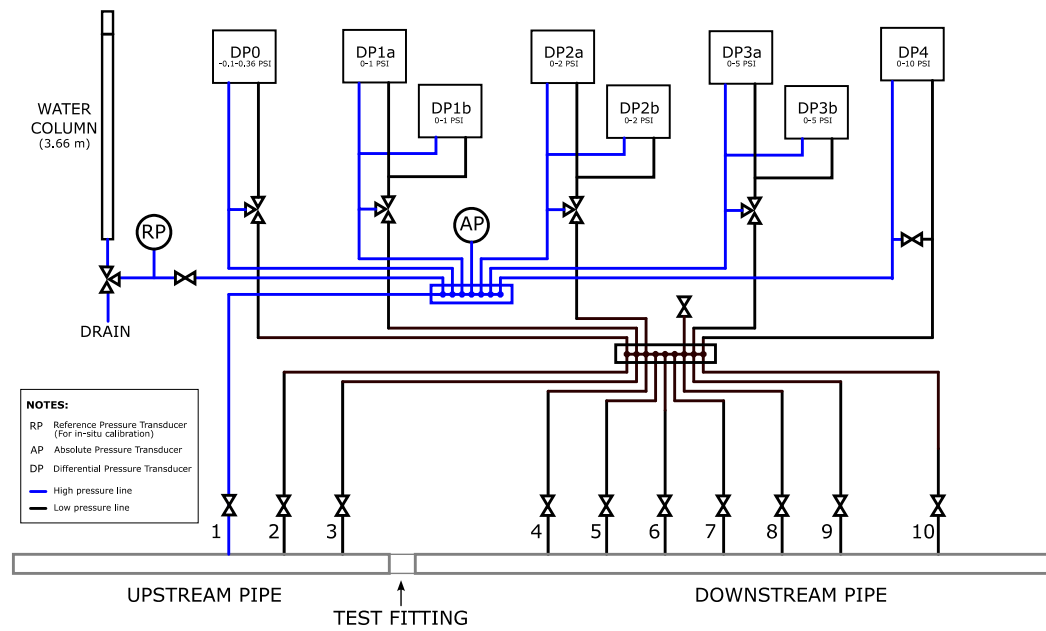 DP0
-0.1-0.36 PSI
DP1a
0-1 PSI
DP2a
0-2 PSI
DP3a
0-5 PSI
DP4
0-10 PSI
DP1b
0-1 PSI
DP2b
0-2 PSI
DP3b
0-5 PSI
WATER
COLUMN
(3.66 m)
RP
AP
DRAIN
NOTES:
RP Reference Pressure Transducer
(For in-situ calibration)
AP Absolute Pressure Transducer
DP Differential Pressure Transducer
High pressure line
Low pressure line
1 2 3 4 5 6 7 8 9 10
UPSTREAM PIPE
DOWNSTREAM PIPE
TEST FITTING